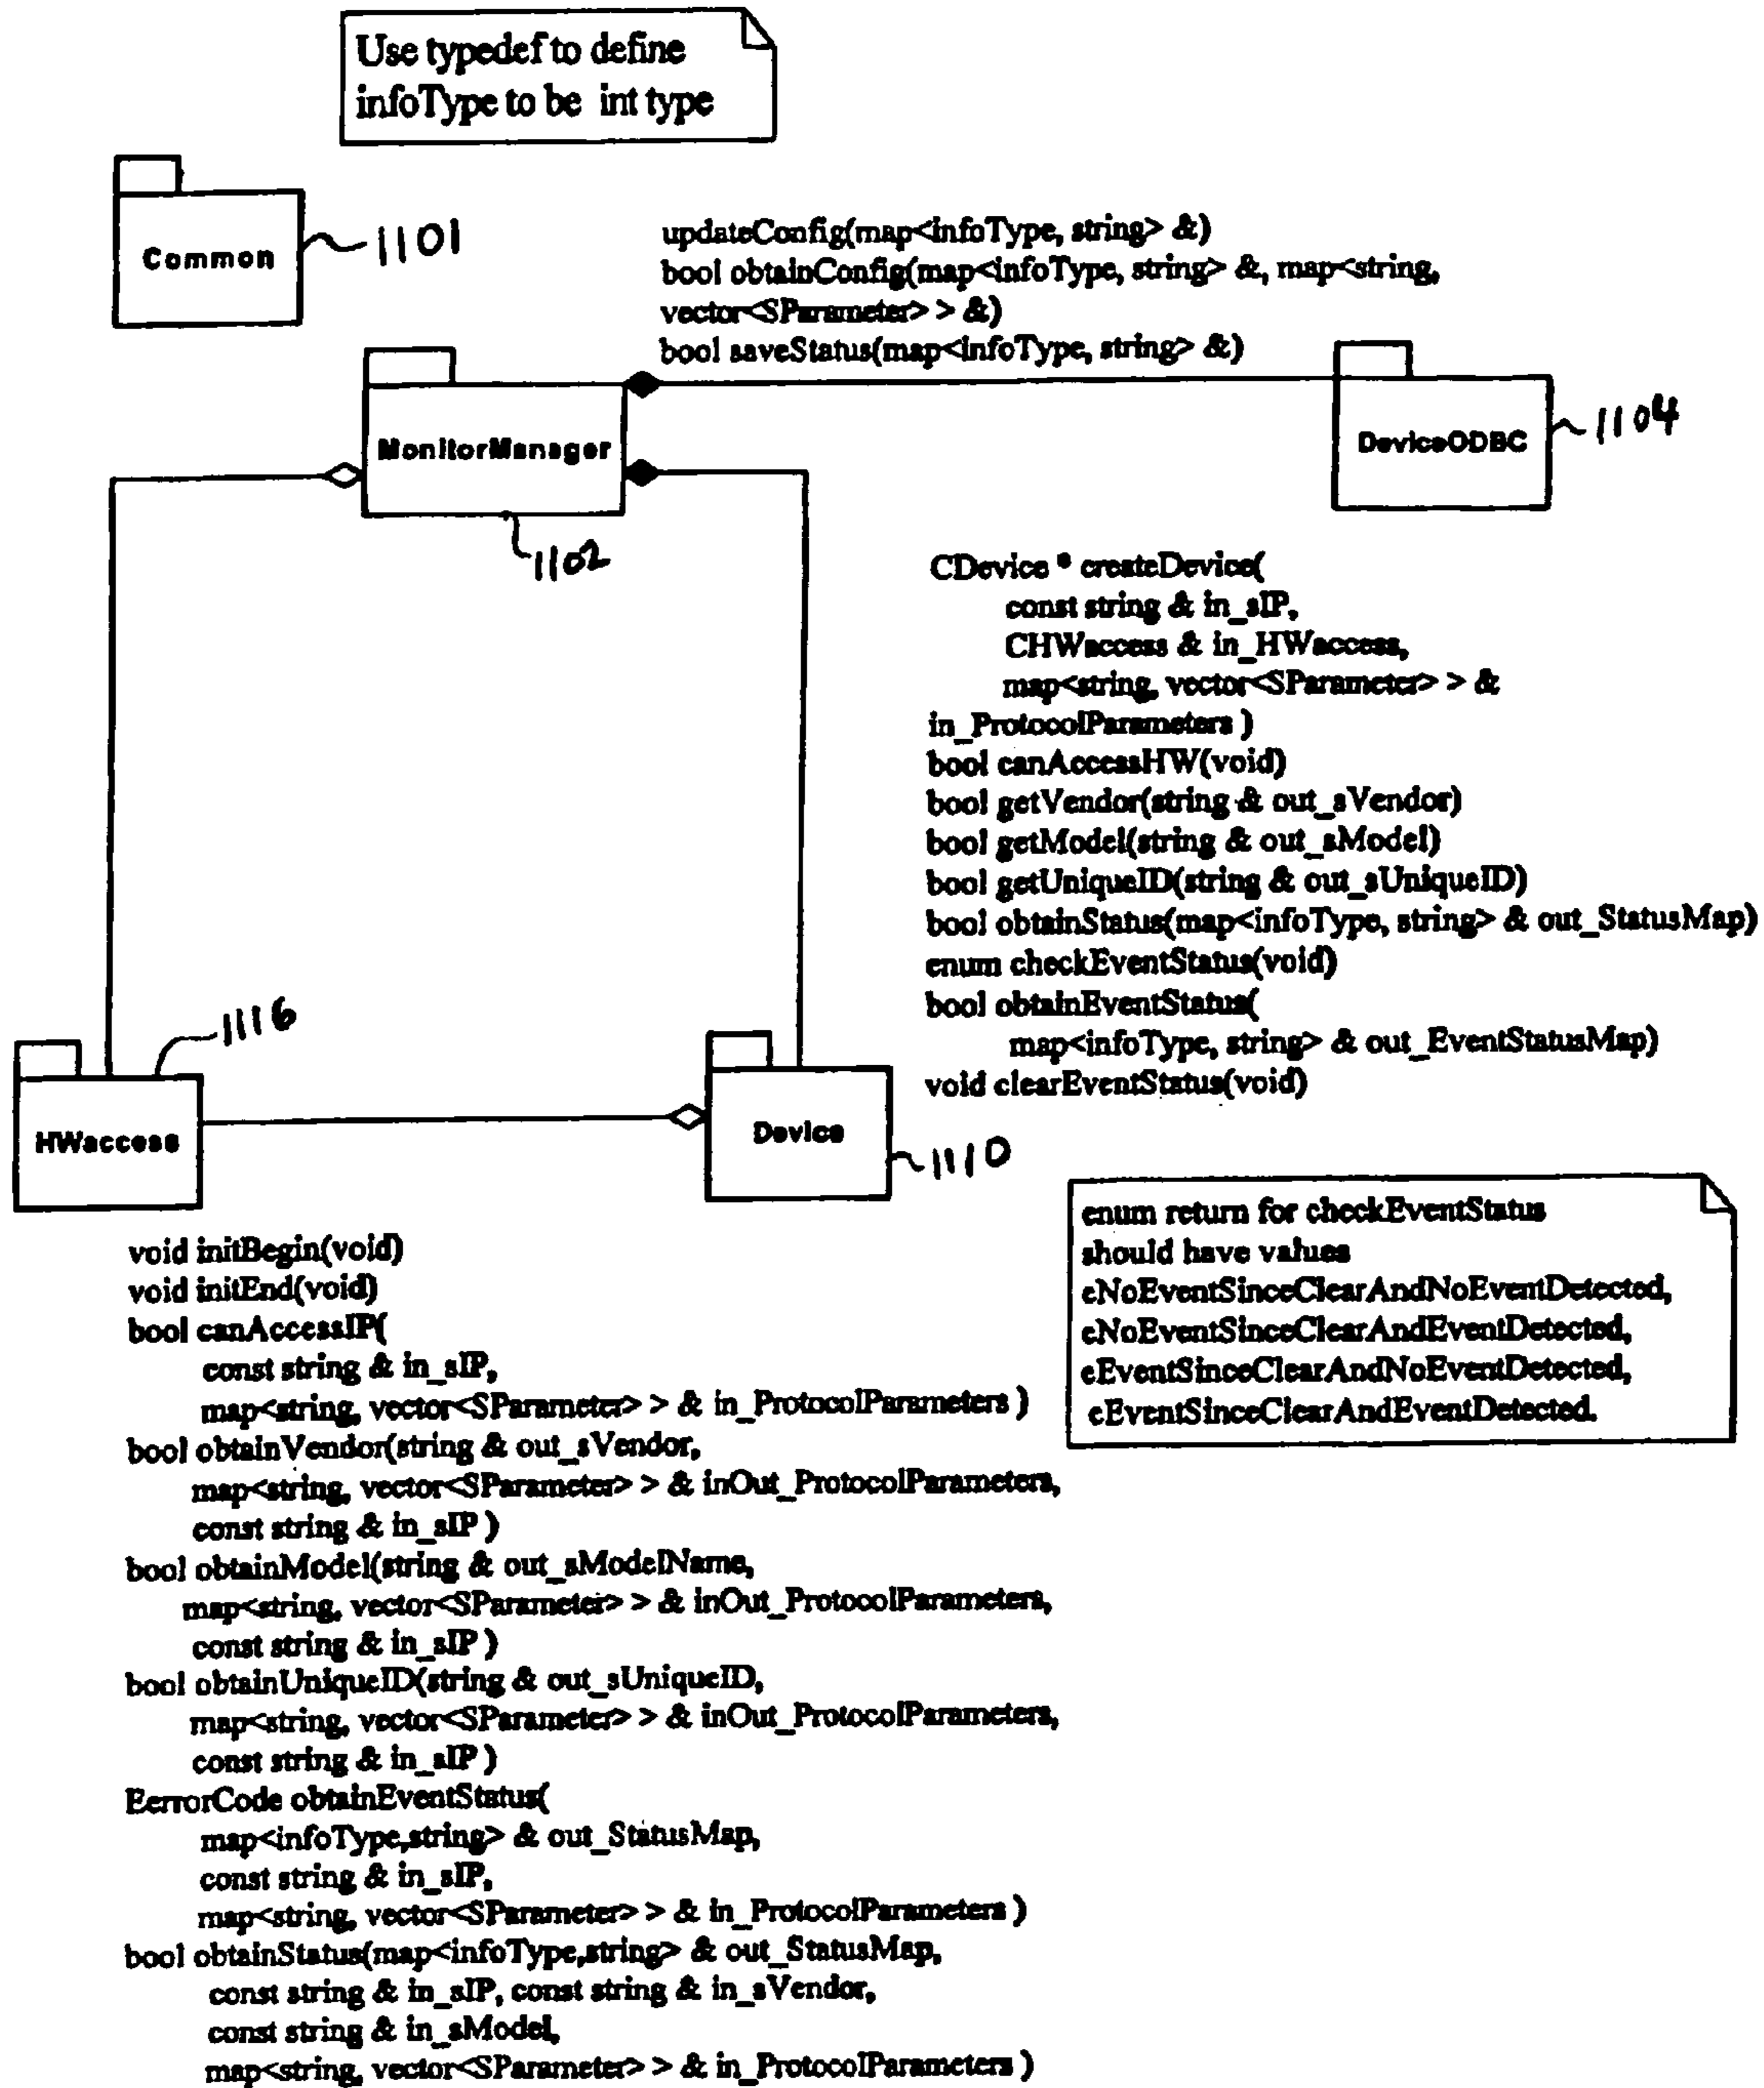 Use typedef to define
infoType to be int type
Common
1101
updateConfig(map<infoType, string> &)
bool obtainConfig(map<infoType, string> &, map<string,
vector<SParameter> > &)
bool saveStatus(map<infoType, string> &)
MonitorManager
1102
DeviceODBC
1104
CDevice * createDevice(
const string & in_sIP,
CHWaccess & in_HWaccess,
map<string, vector<SParameter> > &
in_ProtocolParameters )
bool canAccessHW(void)
bool getVendor(string & out_sVendor)
bool getModel(string & out_sModel)
bool getUniqueID(string & out_sUniqueID)
bool obtainStatus(map<infoType, string> & out_StatusMap)
enum checkEventStatus(void)
bool obtainEventStatus(
map<infoType, string> & out_EventStatusMap)
void clearEventStatus(void)
1116
HWaccess
Device
1110
enum return for checkEventStatus
should have values
eNoEventSinceClearAndNoEventDetected,
eNoEventSinceClearAndEventDetected,
eEventSinceClearAndNoEventDetected,
eEventSinceClearAndEventDetected.
void initBegin(void)
void initEnd(void)
bool canAccessIP(
const string & in_sIP,
map<string, vector<SParameter> > & in_ProtocolParameters )
bool obtainVendor(string & out_sVendor,
map<string, vector<SParameter> > & inOut_ProtocolParameters,
const string & in_sIP )
bool obtainModel(string & out_sModelName,
map<string, vector<SParameter> > & inOut_ProtocolParameters,
const string & in_sIP )
bool obtainUniqueID(string & out_sUniqueID,
map<string, vector<SParameter> > & inOut_ProtocolParameters,
const string & in_sIP )
EerrorCode obtainEventStatus(
map<infoType,string> & out_StatusMap,
const string & in_sIP,
map<string, vector<SParameter> > & in_ProtocolParameters )
bool obtainStatus(map<infoType,string> & out_StatusMap,
const string & in_sIP, const string & in_sVendor,
const string & in_sModel,
map<string, vector<SParameter> > & in_ProtocolParameters )